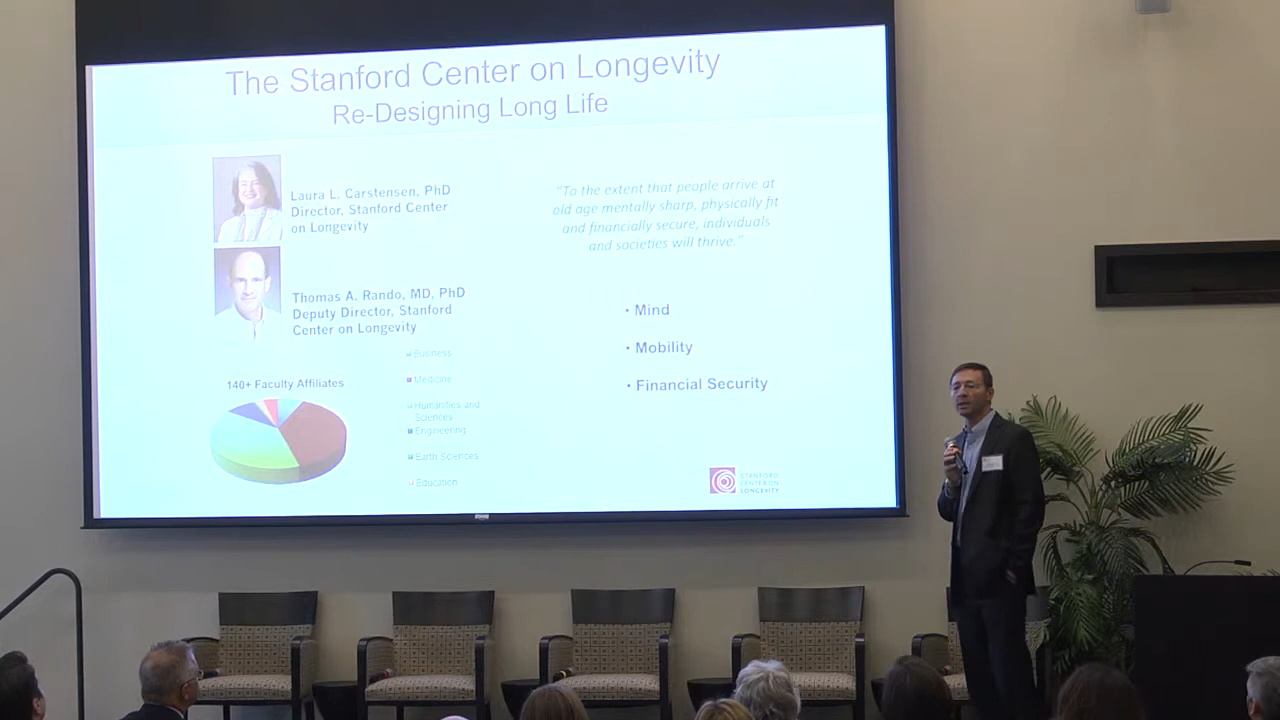 The Stanford Center on Longevity
Re-Designing Long Life
Laura L. Carstensen, PhD
Director, Stanford Center
on Longevity
Thomas A. Rando, MD, PhD
Deputy Director, Stanford
Center on Longevity
140+ Faculty Affiliates
Business
Medicine
Humanities and
Sciences
Engineering
Earth Sciences
Education
“To the extent that people arrive at
old age mentally sharp, physically fit
and financially secure, individuals
and societies will thrive.”
• Mind
• Mobility
• Financial Security
STANFORD
CENTER ON
LONGEVITY